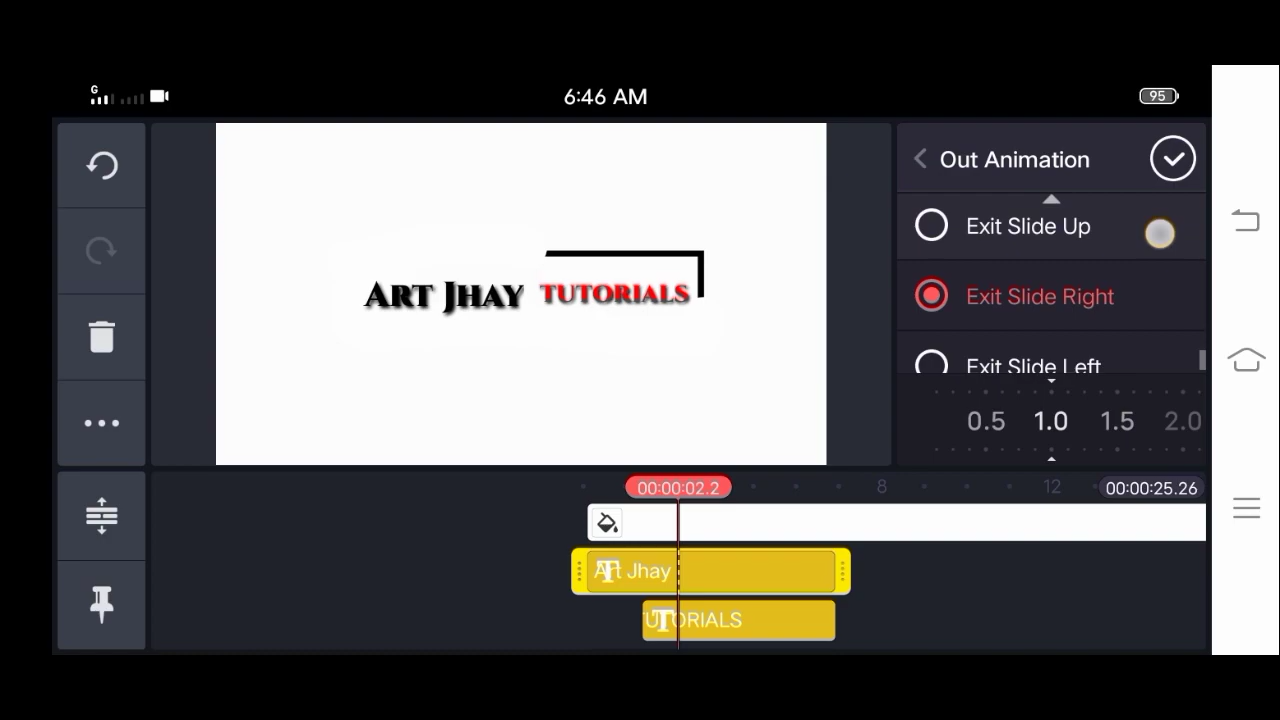 G
6:46 AM
95
Out Animation
Exit Slide Up
Exit Slide Right
Exit Slide Left
0.5 1.0 1.5 2.0
ART JHAY TUTORIALS
00:00:02.2 8 12 00:00:25.26
Art Jhay
TUTORIALS